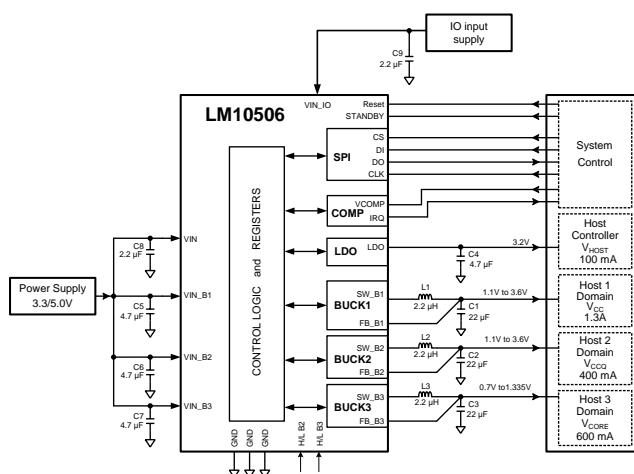 IO input
supply
C9
2.2 µF
VIN_IO
LM10506
Reset
STANDBY
CS
DI
DO
CLK
SPI
System
Control
VCOMP
IRQ
COMP
CONTROL LOGIC and REGISTERS
LDO
LDO
3.2V
C4
4.7 µF
Host
Controller
VHOST
100 mA
Power Supply
3.3/5.0V
C8
2.2 µF
VIN
C5
4.7 µF
VIN_B1
C6
4.7 µF
VIN_B2
C7
4.7 µF
VIN_B3
BUCK1
SW_B1
FB_B1
L1
2.2 µH
1.1V to 3.6V
C1
22 µF
Host 1
Domain
VCC
1.3A
BUCK2
SW_B2
FB_B2
L2
2.2 µH
1.1V to 3.6V
C2
22 µF
Host 2
Domain
VCCQ
400 mA
BUCK3
SW_B3
FB_B3
L3
2.2 µH
0.7V to1.335V
C3
22 µF
Host 3
Domain
VCORE
600 mA
GND
GND
GND
H/L B2
H/L B3